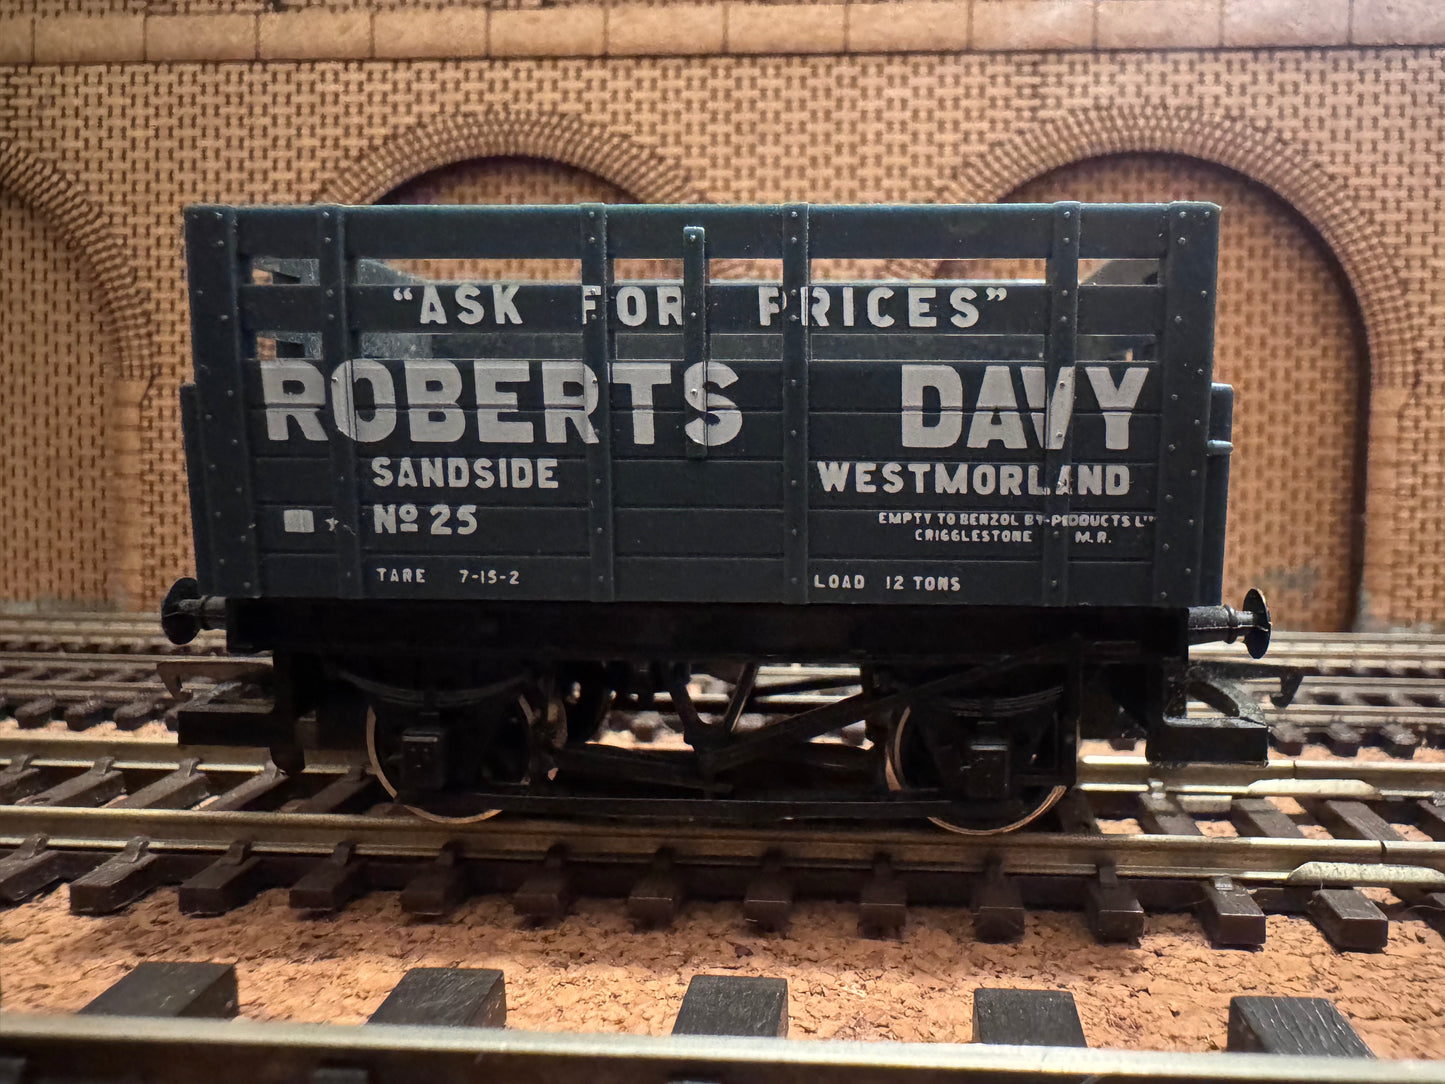 “ASK FOR PRICES”
ROBERTS DAVY
SANDSIDE WESTMORLAND
Nº 25
EMPTY TO BENZOL BY-PRODUCTS Lᵀᴰ
CRIGGLESTONE M.R.
TARE 7-15-2 LOAD 12 TONS